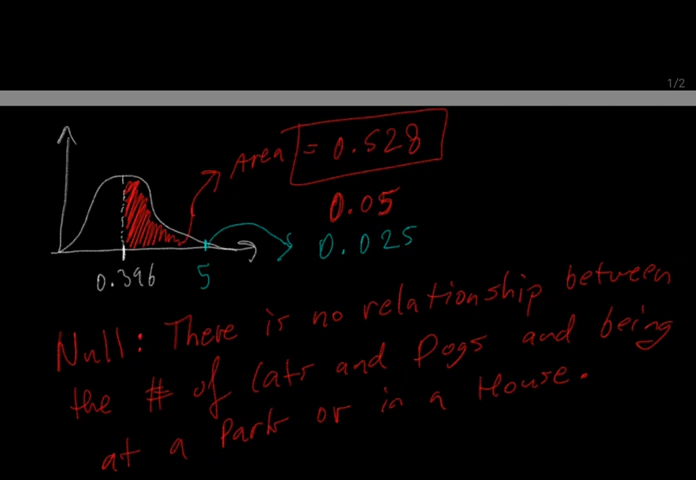 1/2
Area = 0.528
0.05
0.025
0.396
5
Null: There is no relationship between
the # of Cats and Dogs and being
at a Park or in a House.